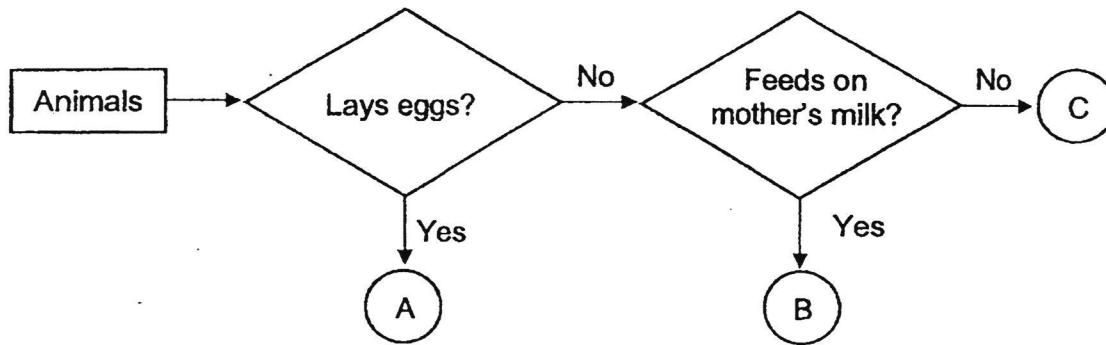 Animals
Lays eggs?
No
Feeds on
mother's milk?
No
C
Yes
A
Yes
B